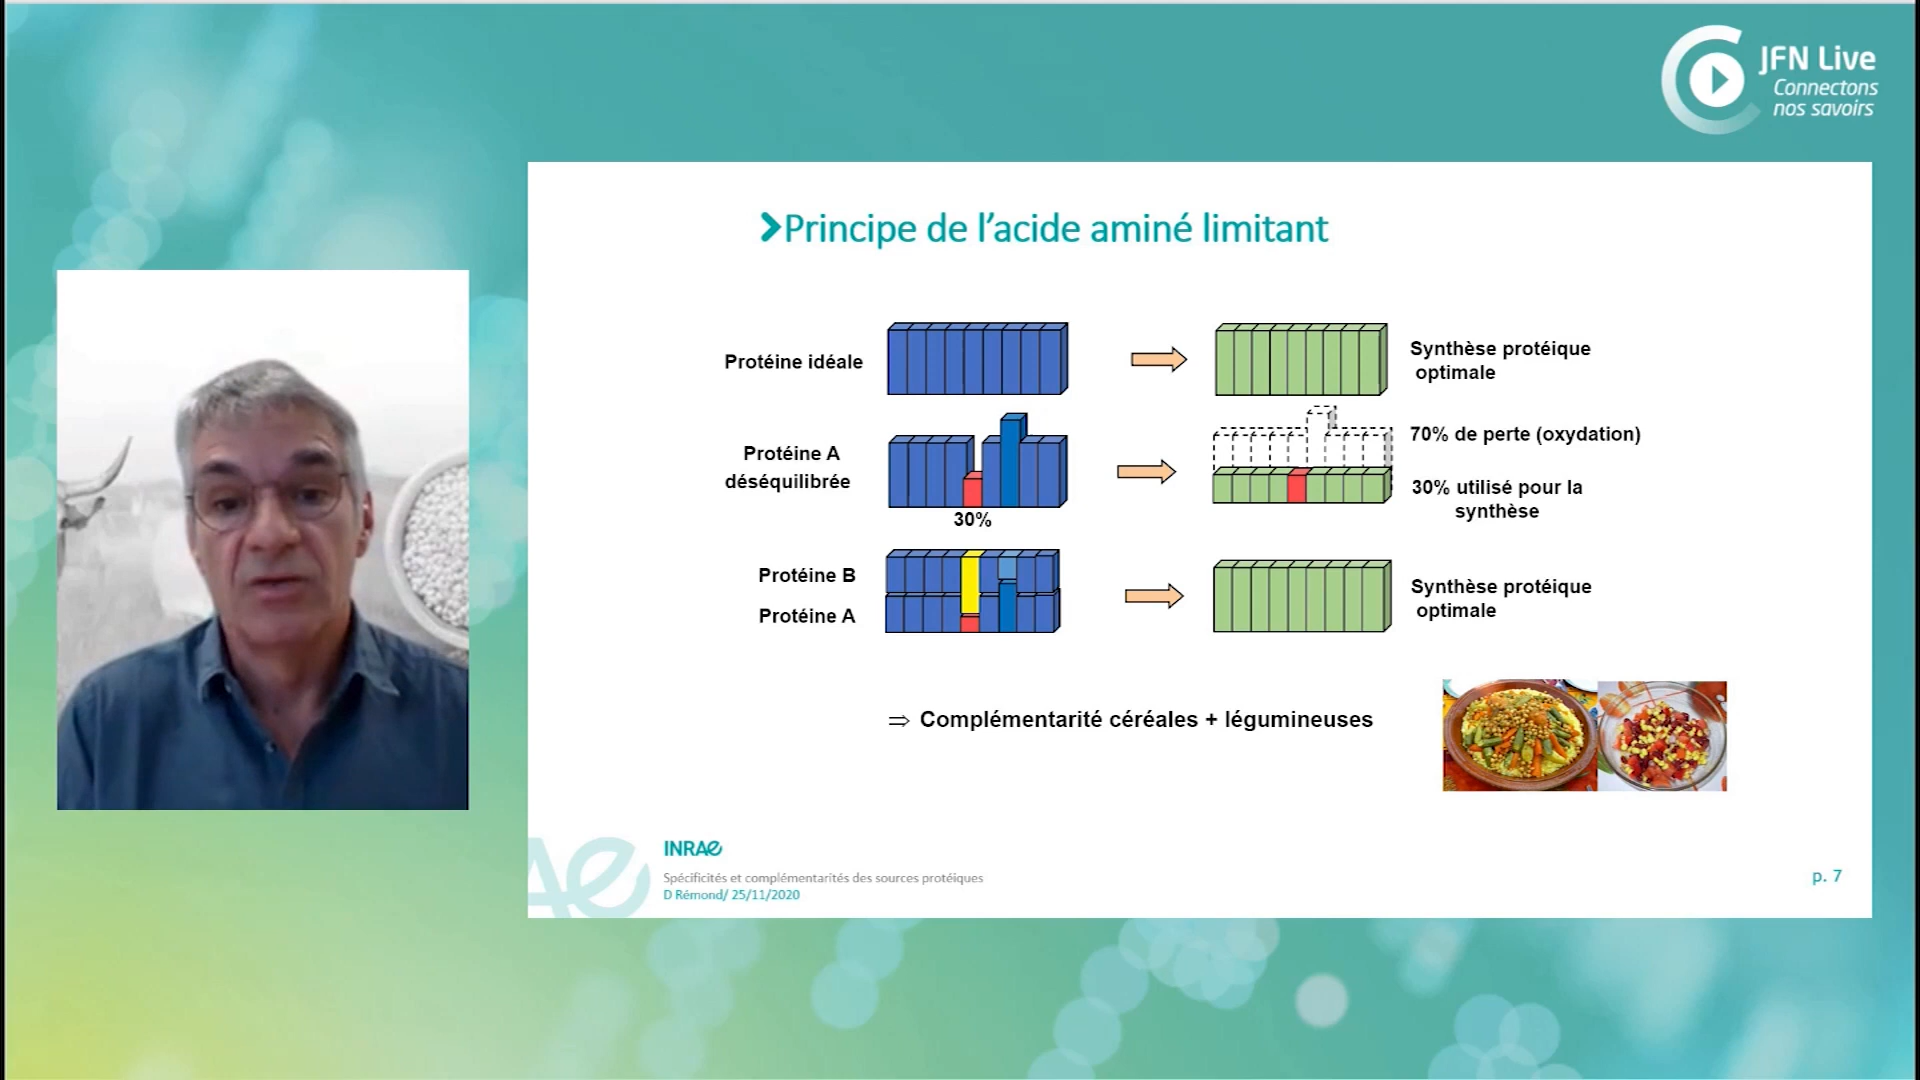 JFN Live
Connectons
nos savoirs
Principe de l’acide aminé limitant
Protéine idéale
Synthèse protéique
optimale
Protéine A
déséquilibrée
30%
70% de perte (oxydation)
30% utilisé pour la
synthèse
Protéine B
Protéine A
Synthèse protéique
optimale
⇒ Complémentarité céréales + légumineuses
INRAE
Spécificités et complémentarités des sources protéiques
D Rémond/ 25/11/2020
p. 7